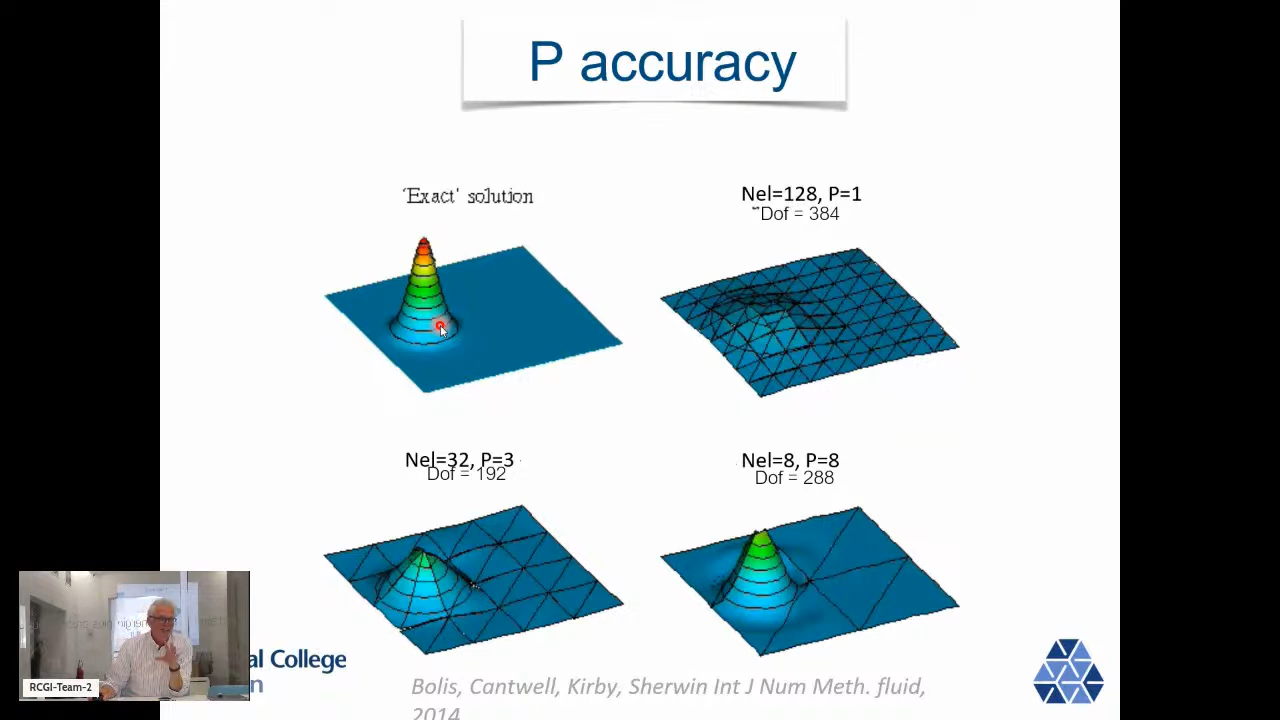 P accuracy
'Exact' solution
Nel=128, P=1
Dof = 384
Nel=32, P=3
Dof = 192
Nel=8, P=8
Dof = 288
RCGI-Team-2
al College
n
Bolis, Cantwell, Kirby, Sherwin Int J Num Meth. fluid,
2014